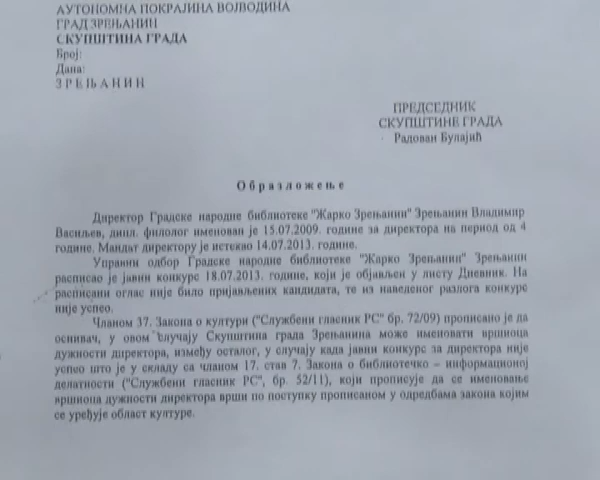 АУТОНОМНА ПОКРАЈИНА ВОЈВОДИНА
ГРАД ЗРЕЊАНИН
СКУПШТИНА ГРАДА
Број:
Дана:
З Р Е Њ А Н И Н
ПРЕДСЕДНИК
СКУПШТИНЕ ГРАДА
Радован Булајић
О б р а з л о ж е њ е
Директор Градске народне библиотеке "Жарко Зрењанин" Зрењанин Владимир
Васиљев, дипл. филолог именован је 15.07.2009. године за директора на период од 4
године. Мандат директору је истекао 14.07.2013. године.
Управни одбор Градске народне библиотеке "Жарко Зрењанин" Зрењанин
расписао је јавни конкурс 18.07.2013. године, који је објављен у листу Дневник. На
расписани оглас није било пријављених кандидата, те из наведеног разлога конкурс
није успео.
Чланом 37. Закона о култури ("Службени гласник РС" бр. 72/09) прописано је да
оснивач, у овом случају Скупштина града Зрењанина може именовати вршиоца
дужности директора, између осталог, у случају када јавни конкурс за директора није
успео што је у складу са чланом 17. став 7. Закона о библиотечко – информационој
делатности ("Службени гласник РС", бр. 52/11), који прописује да се именовање
вршиоца дужности директора врши по поступку прописаном у одредбама закона којим
се уређује област културе.